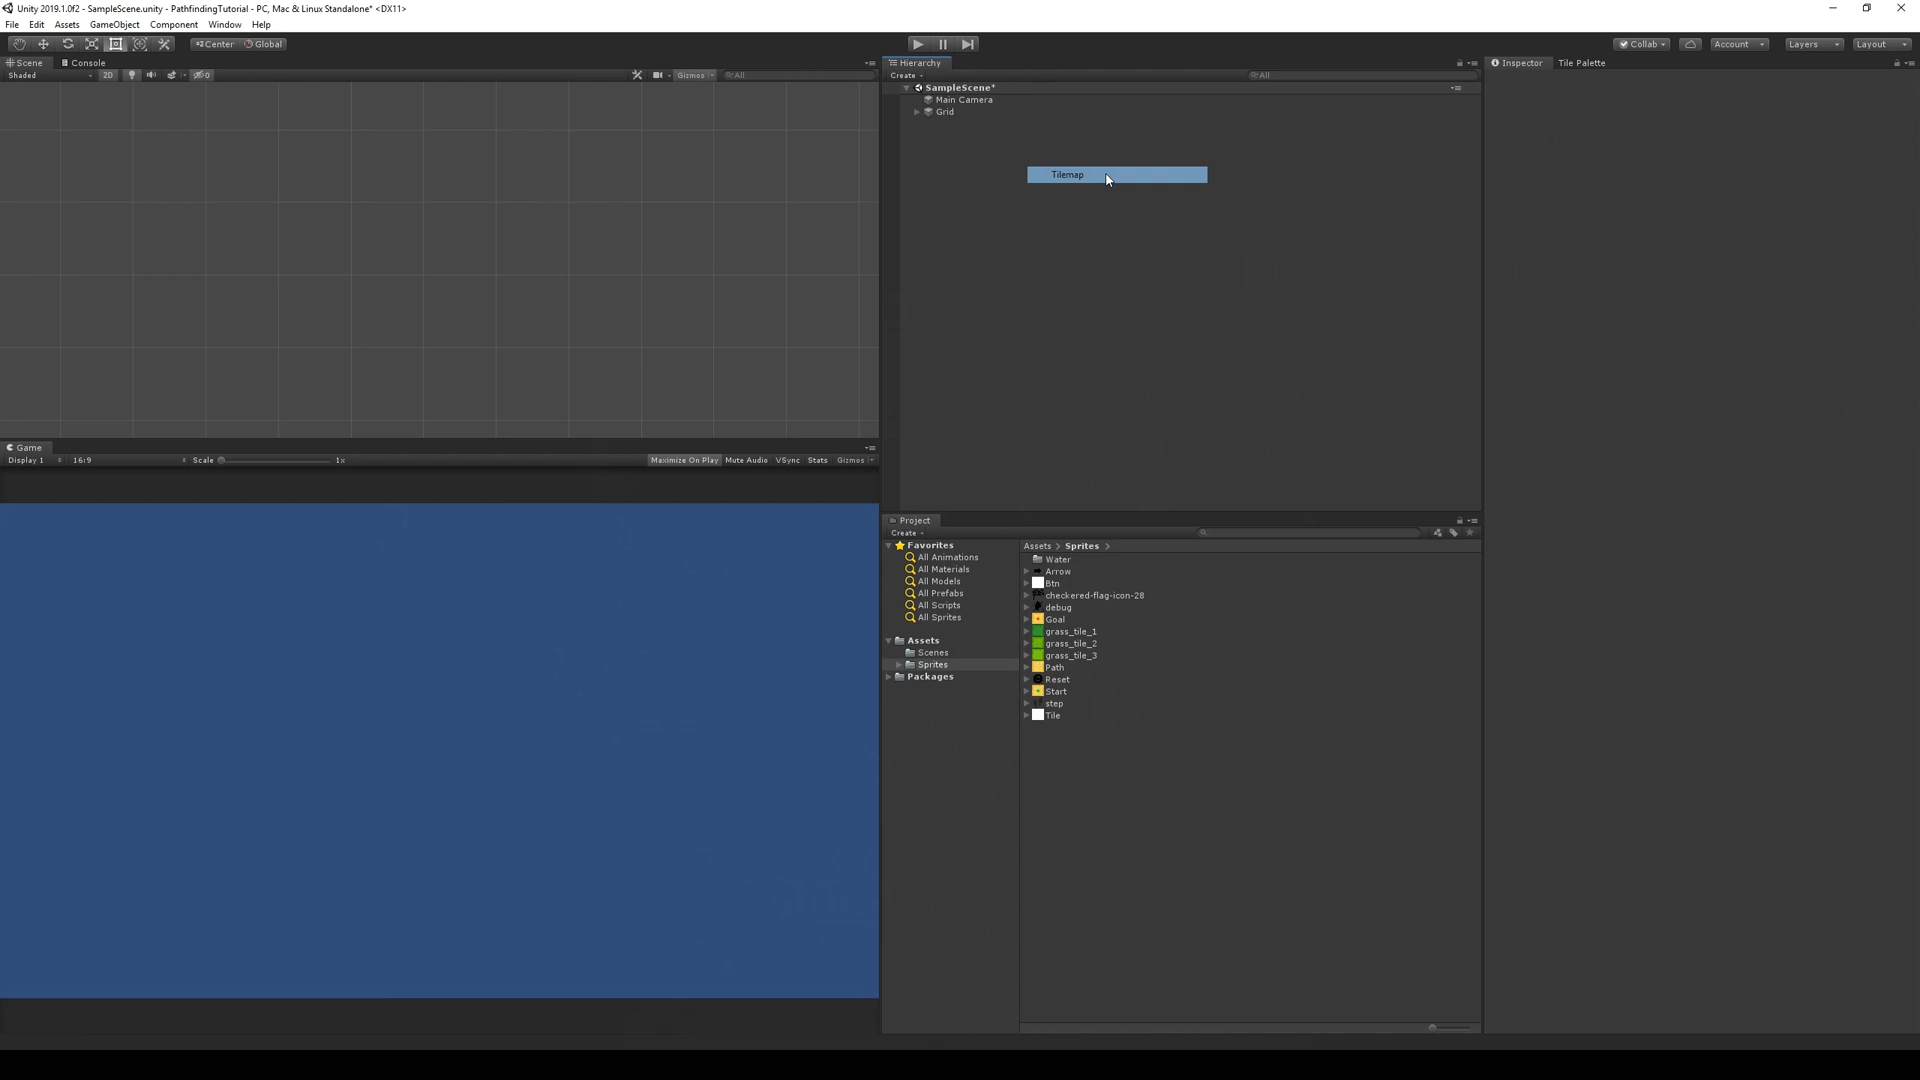 Unity 2019.1.0f2 - SampleScene.unity - PathfindingTutorial - PC, Mac & Linux Standalone* <DX11>
File Edit Assets GameObject Component Window Help
Center Global Collab Account Layers Layout
Scene Console
Shaded 2D 0 Gizmos All
Hierarchy
Create All
SampleScene*
Main Camera
Grid
Tilemap
Inspector Tile Palette
Game
Display 1 16:9 Scale 1x Maximize On Play Mute Audio VSync Stats Gizmos
Project
Create
Favorites
All Animations
All Materials
All Models
All Prefabs
All Scripts
All Sprites
Assets
Scenes
Sprites
Packages
Assets > Sprites >
Water
Arrow
Btn
checkered-flag-icon-28
debug
Goal
grass_tile_1
grass_tile_2
grass_tile_3
Path
Reset
Start
step
Tile